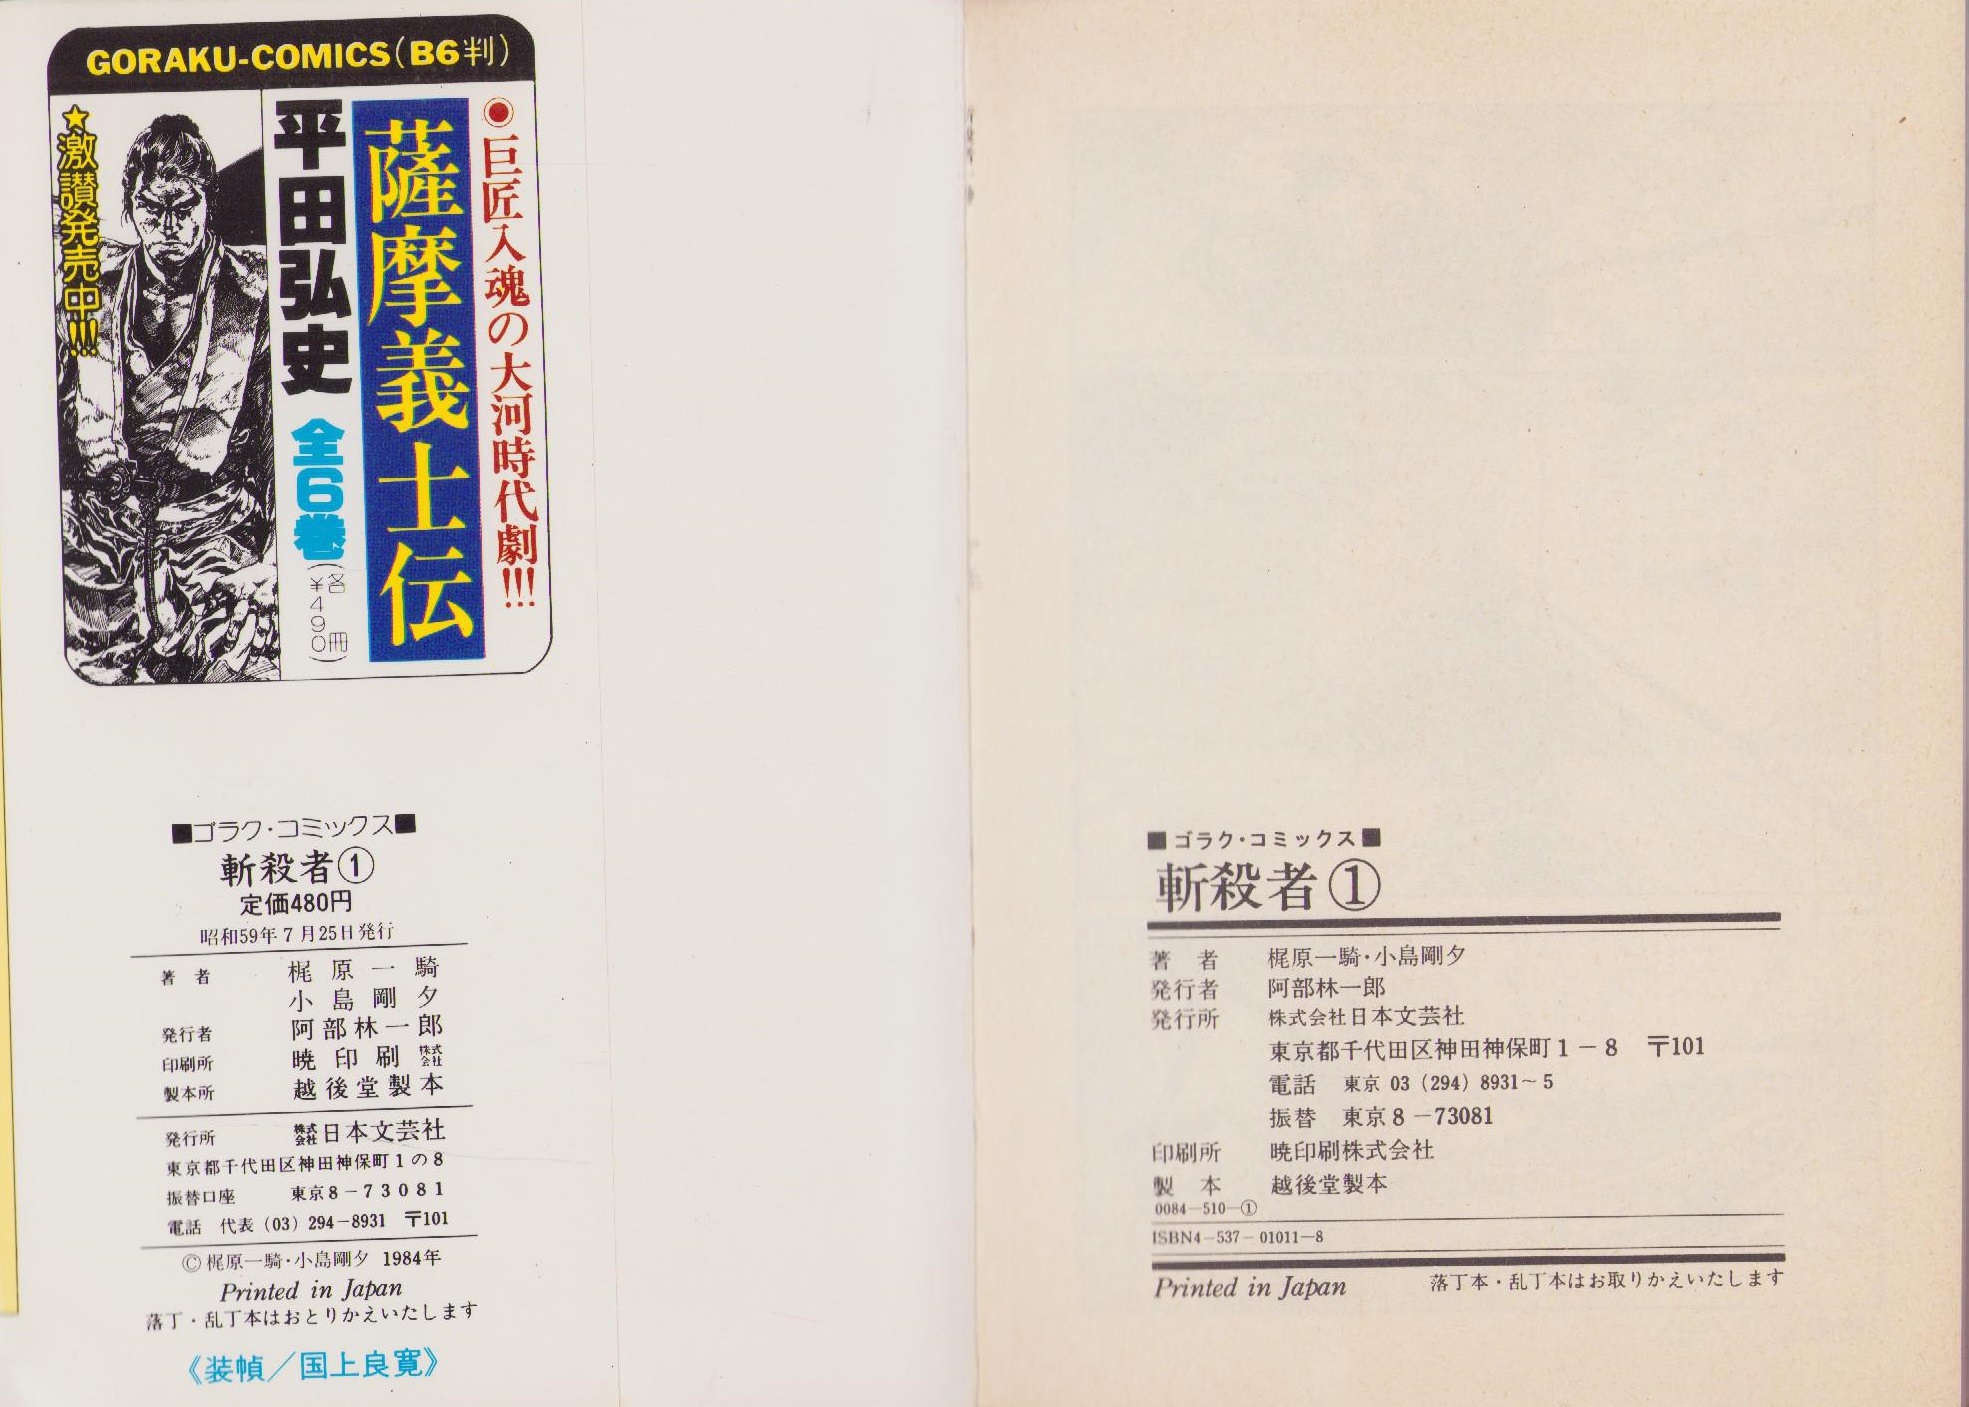 GORAKU-COMICS(B6判)
●巨匠入魂の大河時代劇!!!
薩摩義士伝
平田弘史
全6巻
(各冊¥490)
★激讃発売中!!!
■ゴラク・コミックス■
斬殺者①
定価480円
昭和59年7月25日発行
著者 梶原一騎
小島剛夕
発行者 阿部林一郎
印刷所 暁印刷株式会社
製本所 越後堂製本
発行所 株式会社日本文芸社
東京都千代田区神田神保町1の8
振替口座 東京8-73081
電話 代表(03)294-8931 〒101
©梶原一騎・小島剛夕 1984年
Printed in Japan
落丁・乱丁本はおとりかえいたします
《装幀/国上良寛》
■ゴラク・コミックス■
斬殺者①
著者 梶原一騎・小島剛夕
発行者 阿部林一郎
発行所 株式会社日本文芸社
東京都千代田区神田神保町1-8 〒101
電話 東京 03(294)8931~5
振替 東京8-73081
印刷所 暁印刷株式会社
製本 越後堂製本
0084-510-①
ISBN4-537-01011-8
Printed in Japan 落丁本・乱丁本はお取りかえいたします